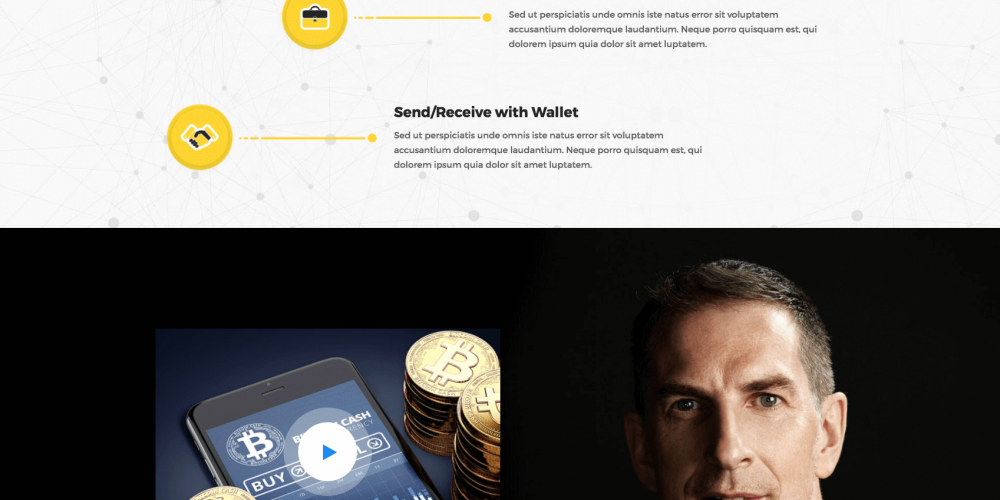 Sed ut perspiciatis unde omnis iste natus error sit voluptatem
accusantium doloremque laudantium. Neque porro quisquam est, qui
dolorem ipsum quia dolor sit amet luptatem.
Send/Receive with Wallet
Sed ut perspiciatis unde omnis iste natus error sit voluptatem
accusantium doloremque laudantium. Neque porro quisquam est, qui
dolorem ipsum quia dolor sit amet luptatem.
CASH
BUY